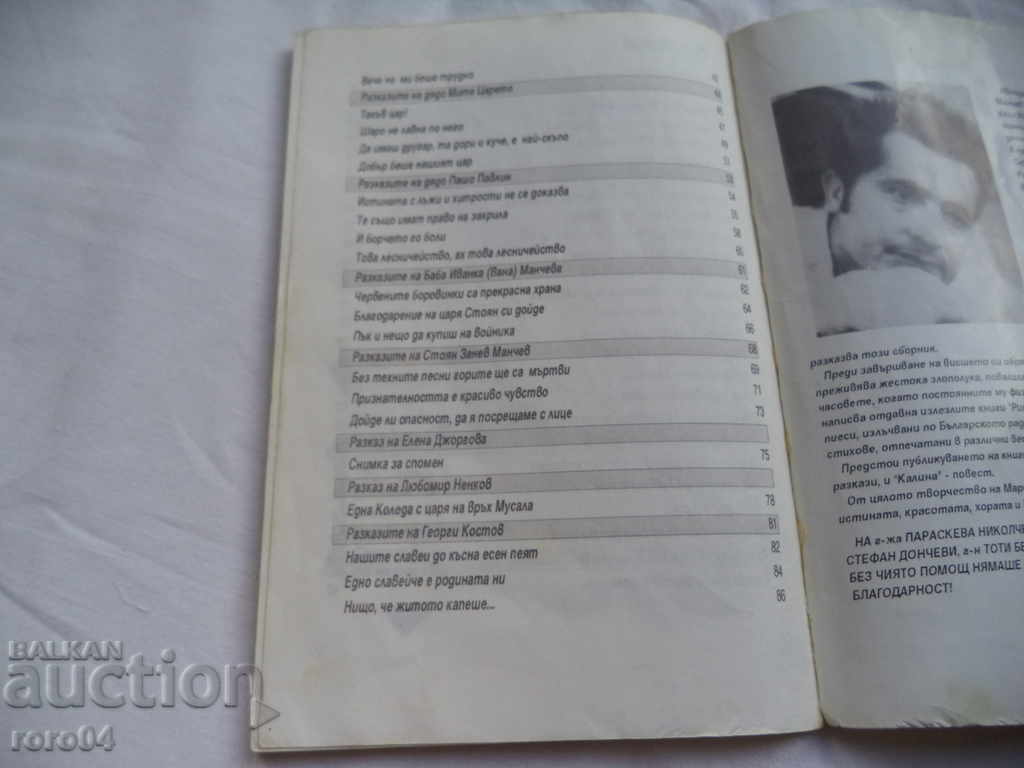 Вече не ми беше трудно
Разказите на дядо Мите Царете
Такъв цар!
Шаро не лавна по него
Да имаш другар, та дори и куче, е най-скъпо
Добър беше нашият цар
Разказите на дядо Пашо Павлин
Истината с лъжи и хитрости не се доказва 54
Те също имат право на закрила
И борчето го боли 58
Това лесничейство, ах това лесничейство 60
Разказите на Баба Иванка (Вана) Манчева 61
Червените боровинки са прекрасна храна 62
Благодарение на царя Стоян си дойде 64
Пък и нещо да купиш на войника 66
Разказите на Стоян Занев Манчев 68
Без техните песни горите ще са мъртви 69
Признателността е красиво чувство 71
Дойде ли опасност, да я посрещаме с лице 73
Разказ на Елена Джоргова
Снимка за спомен 75
Разказ на Любомир Ненков
Една Коледа с царя на връх Мусала 78
Разказите на Георги Костов 81
Нашите славеи до късна есен пеят 82
Едно славейче е родината ни 84
Нищо, че житото капеше... 86
разказва този сборник.
Преди завършване на висшето си
преживява жестока злополука,
часовете, когато постоянните му
написва отдавна излезлите книги
пиеси, излъчвани по Българското
стихове, отпечатани в различни
Предстои публикуването на
разкази, и "Калина" - повест.
От цялото творчество на
истината, красотата, хората и
НА г-жа ПАРАСКЕВА
СТЕФАН ДОНЧЕВИ, г-н ТОТИ
БЕЗ ЧИЯТО ПОМОЩ НЯМАШЕ
БЛАГОДАРНОСТ!
BALKAN
auction
roro04